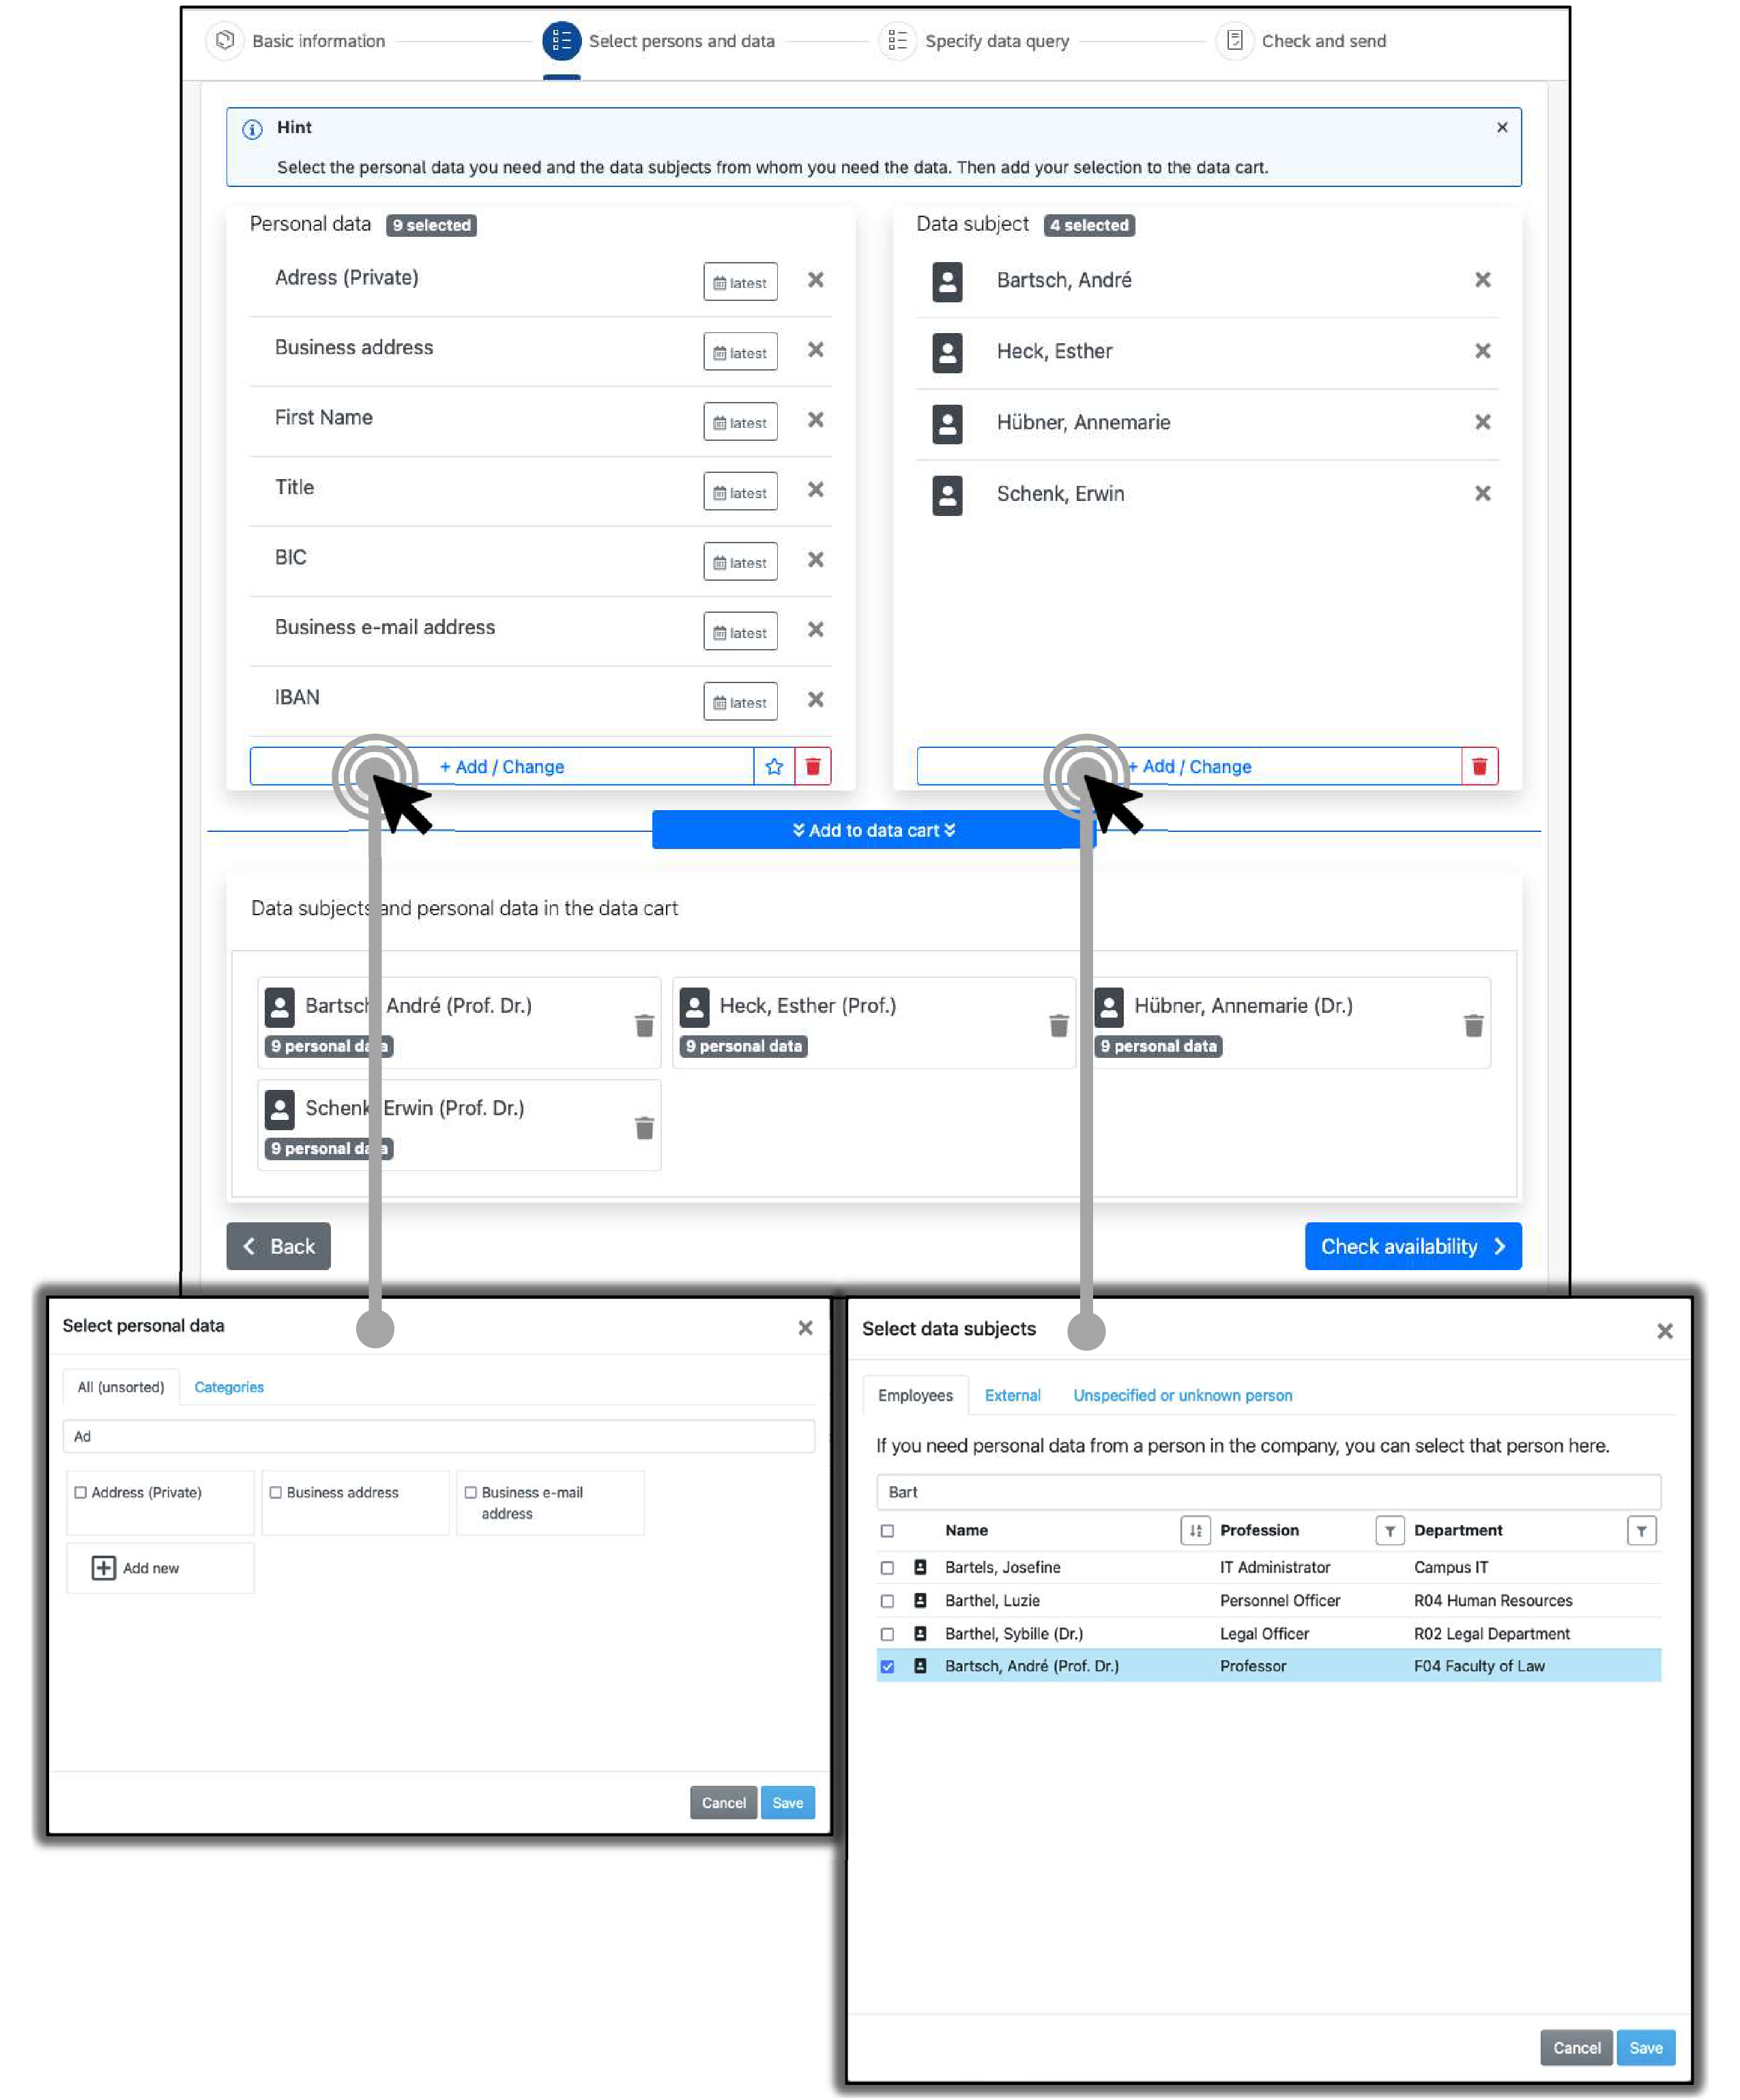 Basic information
Select persons and data
Specify data query
Check and send
Hint
Select the personal data you need and the data subjects from whom you need the data. Then add your selection to the data cart.
Personal data 9 selected
Adress (Private) latest
Business address latest
First Name latest
Title latest
BIC latest
Business e-mail address latest
IBAN latest
+ Add / Change
Data subject 4 selected
Bartsch, André
Heck, Esther
Hübner, Annemarie
Schenk, Erwin
+ Add / Change
Add to data cart
Data subjects and personal data in the data cart
Bartsch, André (Prof. Dr.)
9 personal data
Heck, Esther (Prof.)
9 personal data
Hübner, Annemarie (Dr.)
9 personal data
Schenk, Erwin (Prof. Dr.)
9 personal data
Back
Check availability
Select personal data
All (unsorted) Categories
Ad
Address (Private)
Business address
Business e-mail
address
Add new
Cancel Save
Select data subjects
Employees External Unspecified or unknown person
If you need personal data from a person in the company, you can select that person here.
Bart
Name Profession Department
Bartels, Josefine IT Administrator Campus IT
Barthel, Luzie Personnel Officer R04 Human Resources
Barthel, Sybille (Dr.) Legal Officer R02 Legal Department
Bartsch, André (Prof. Dr.) Professor F04 Faculty of Law
Cancel Save